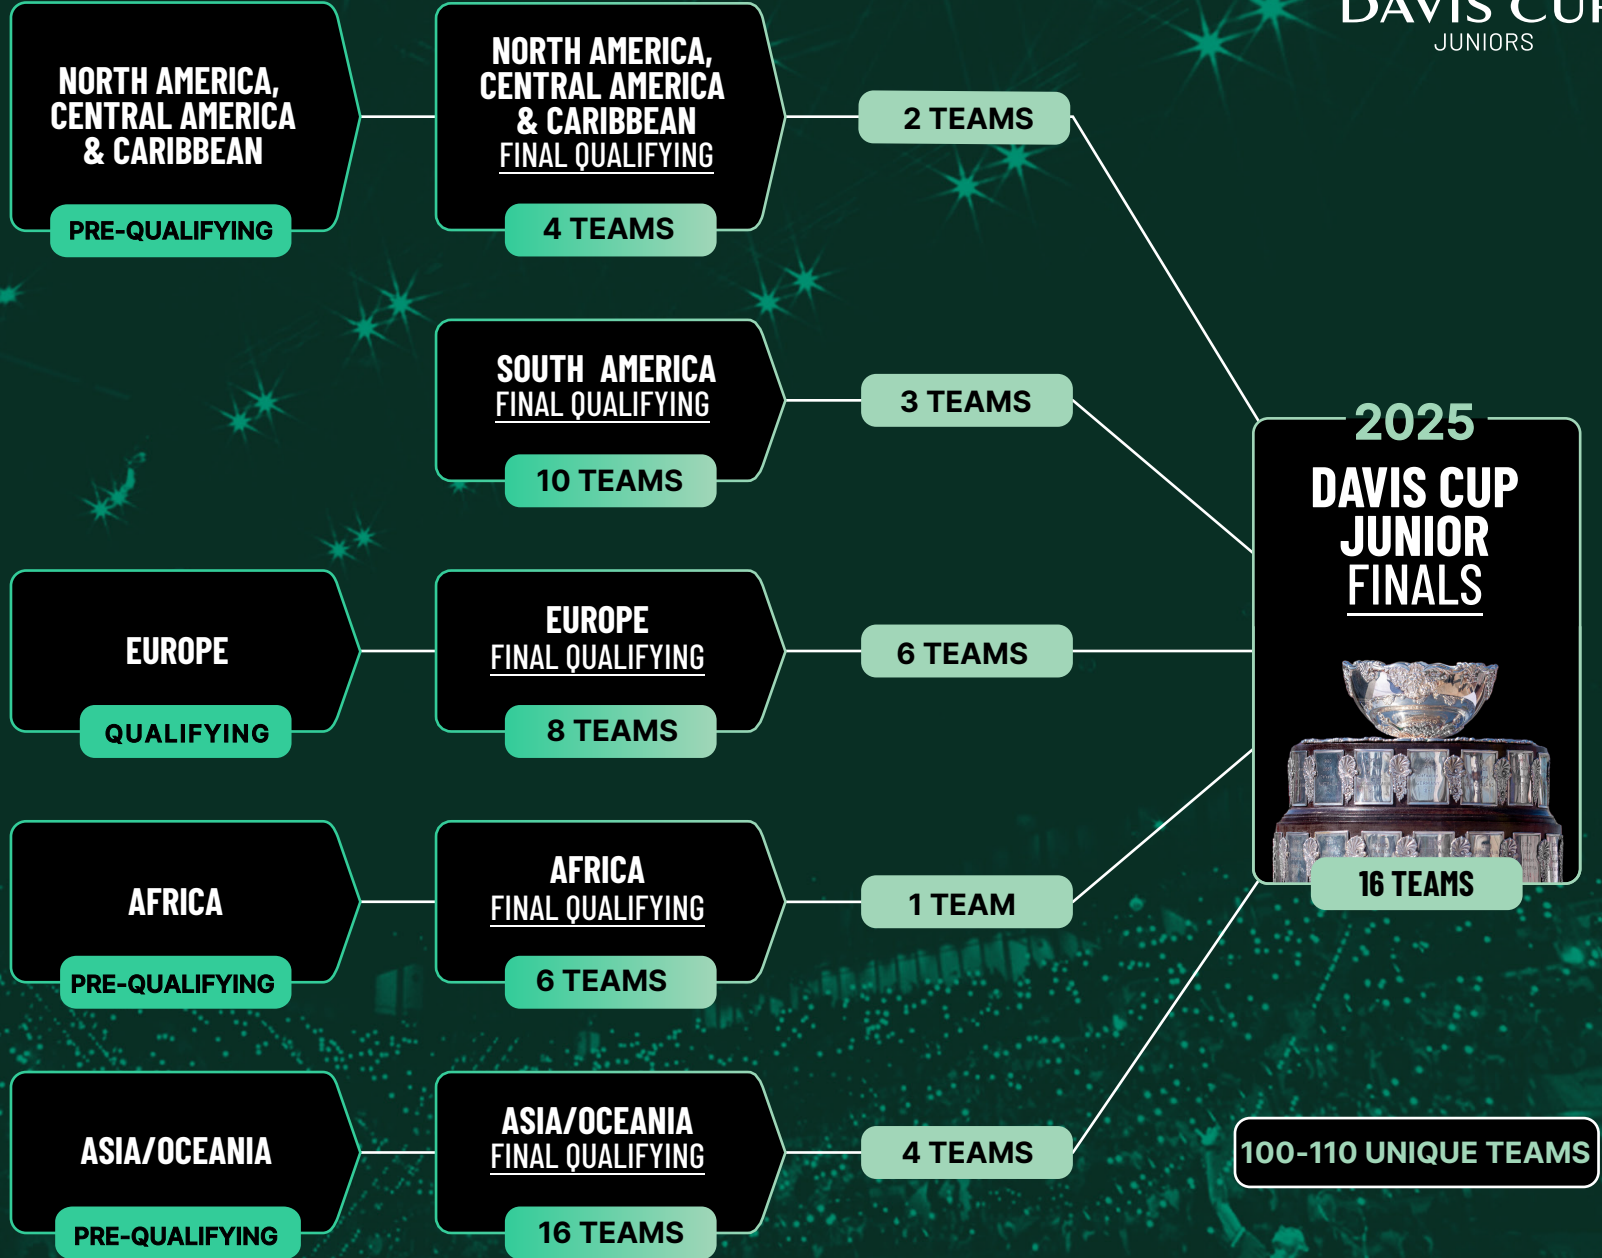 DAVIS CUP
JUNIORS
NORTH AMERICA,
CENTRAL AMERICA
& CARIBBEAN
PRE-QUALIFYING
NORTH AMERICA,
CENTRAL AMERICA
& CARIBBEAN
FINAL QUALIFYING
4 TEAMS
2 TEAMS
SOUTH AMERICA
FINAL QUALIFYING
10 TEAMS
3 TEAMS
EUROPE
QUALIFYING
EUROPE
FINAL QUALIFYING
8 TEAMS
6 TEAMS
AFRICA
PRE-QUALIFYING
AFRICA
FINAL QUALIFYING
6 TEAMS
1 TEAM
ASIA/OCEANIA
PRE-QUALIFYING
ASIA/OCEANIA
FINAL QUALIFYING
16 TEAMS
4 TEAMS
2025
DAVIS CUP
JUNIOR
FINALS
16 TEAMS
100-110 UNIQUE TEAMS